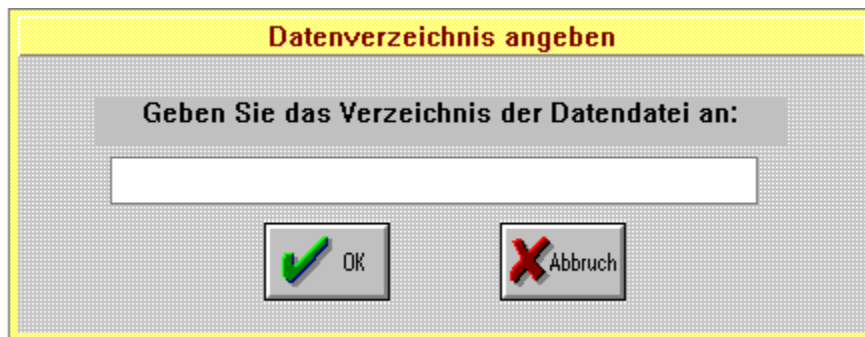 Datenverzeichnis angeben
Geben Sie das Verzeichnis der Datendatei an:
OK
Abbruch